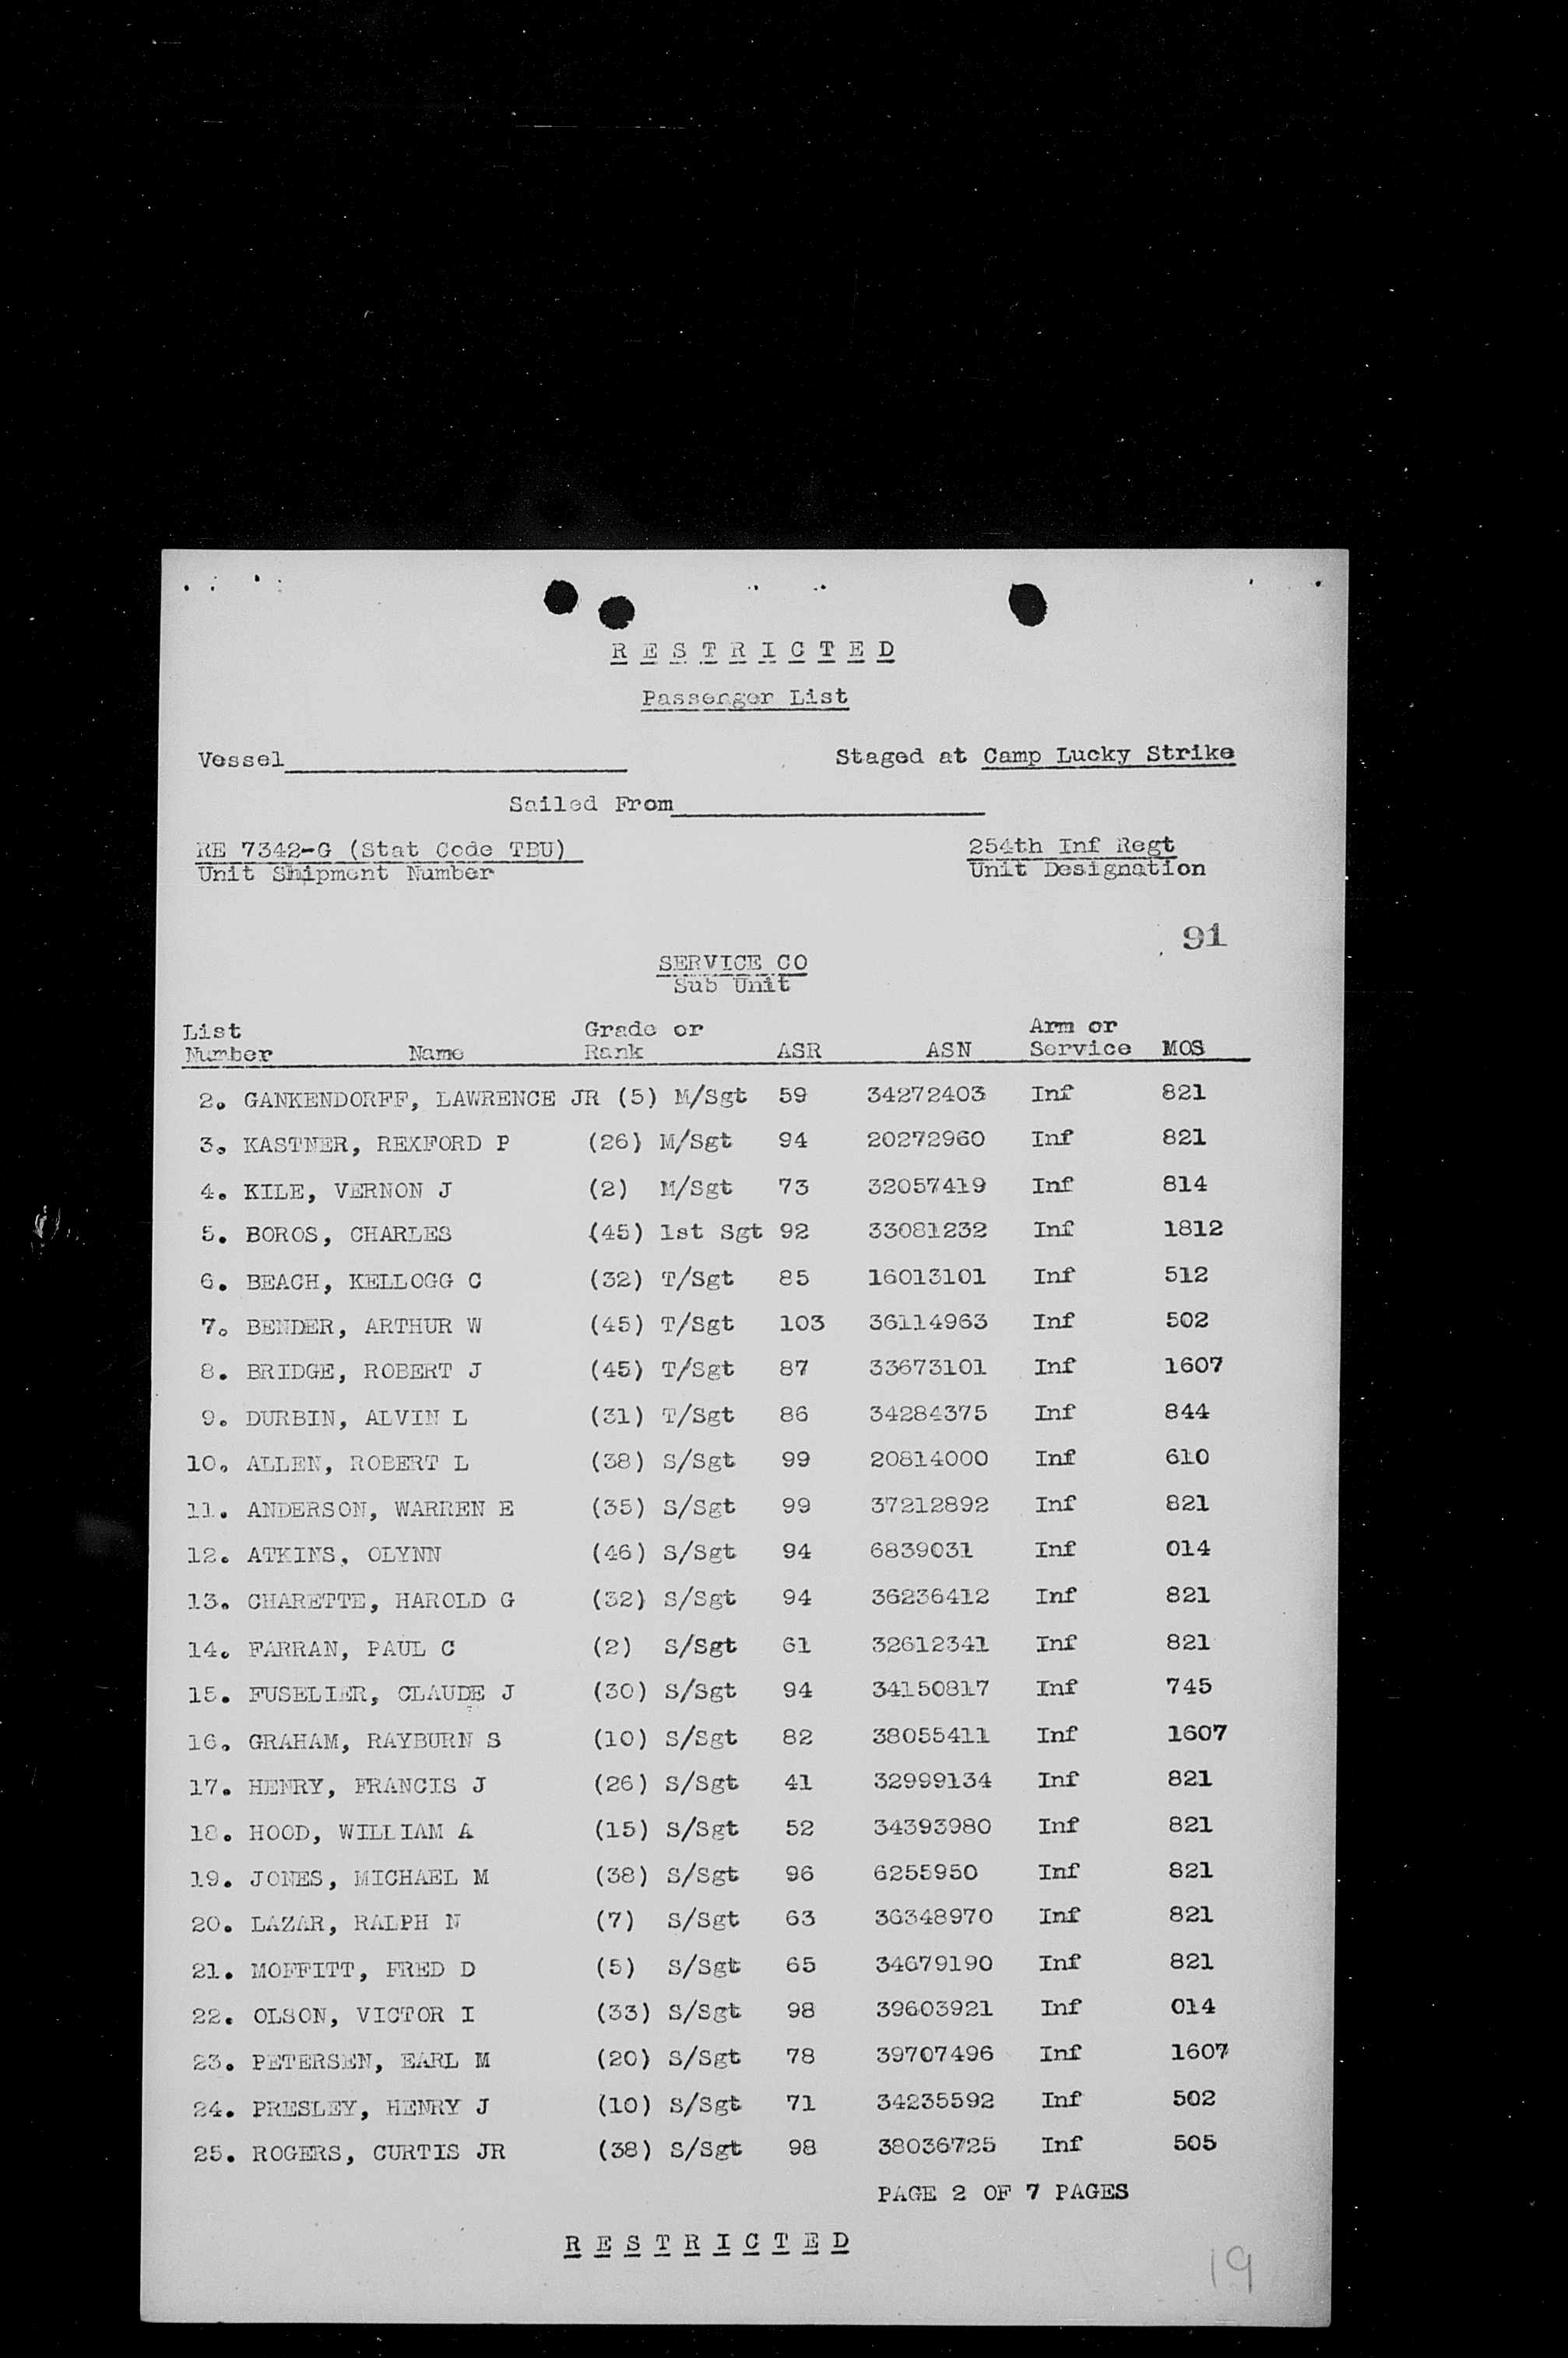 R E S T R I C T E D
Passenger List
Vessel Staged at Camp Lucky Strike
Sailed From
RE 7342-G (Stat Code TBU) 254th Inf Regt
Unit Shipment Number Unit Designation
91
SERVICE CO
Sub Unit
List Grade or Arm or
Number Name Rank ASR ASN Service MOS
2. GANKENDORFF, LAWRENCE JR (5) M/Sgt 59 34272403 Inf 821
3. KASTNER, REXFORD P (26) M/Sgt 94 20272960 Inf 821
4. KILE, VERNON J (2) M/Sgt 73 32057419 Inf 814
5. BOROS, CHARLES (45) 1st Sgt 92 33081232 Inf 1812
6. BEACH, KELLOGG C (32) T/Sgt 85 16013101 Inf 512
7. BENDER, ARTHUR W (45) T/Sgt 103 36114963 Inf 502
8. BRIDGE, ROBERT J (45) T/Sgt 87 33673101 Inf 1607
9. DURBIN, ALVIN L (31) T/Sgt 86 34284375 Inf 844
10. ALLEN, ROBERT L (38) S/Sgt 99 20814000 Inf 610
11. ANDERSON, WARREN E (35) S/Sgt 99 37212892 Inf 821
12. ATKINS, OLYNN (46) S/Sgt 94 6839031 Inf 014
13. CHARETTE, HAROLD G (32) S/Sgt 94 36236412 Inf 821
14. FARRAN, PAUL C (2) S/Sgt 61 32612341 Inf 821
15. FUSELIER, CLAUDE J (30) S/Sgt 94 34150817 Inf 745
16. GRAHAM, RAYBURN S (10) S/Sgt 82 38055411 Inf 1607
17. HENRY, FRANCIS J (26) S/Sgt 41 32999134 Inf 821
18. HOOD, WILLIAM A (15) S/Sgt 52 34393980 Inf 821
19. JONES, MICHAEL M (38) S/Sgt 96 6255950 Inf 821
20. LAZAR, RALPH N (7) S/Sgt 63 36348970 Inf 821
21. MOFFITT, FRED D (5) S/Sgt 65 34679190 Inf 821
22. OLSON, VICTOR I (33) S/Sgt 98 39603921 Inf 014
23. PETERSEN, EARL M (20) S/Sgt 78 39707496 Inf 1607
24. PRESLEY, HENRY J (10) S/Sgt 71 34235592 Inf 502
25. ROGERS, CURTIS JR (38) S/Sgt 98 38036725 Inf 505
PAGE 2 OF 7 PAGES
R E S T R I C T E D
19